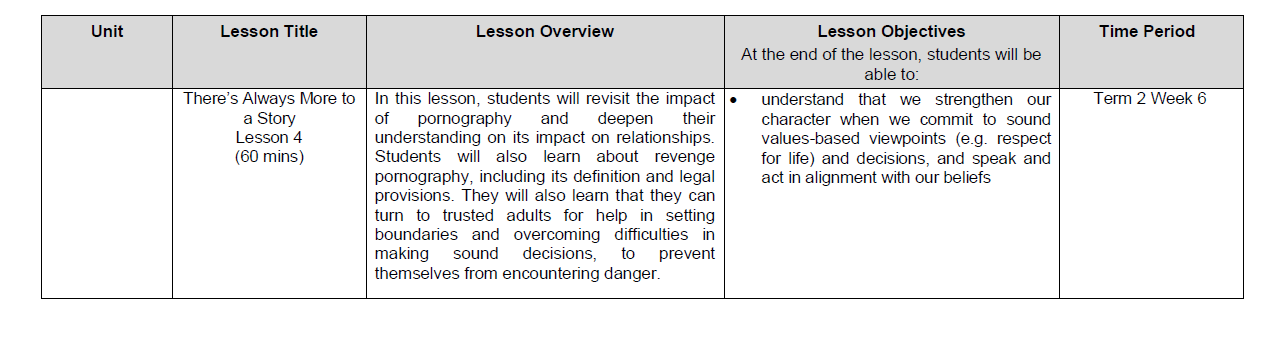 Unit
Lesson Title
Lesson Overview
Lesson Objectives
At the end of the lesson, students will be
able to:
Time Period
There's Always More to
a Story
Lesson 4
(60 mins)
In this lesson, students will revisit the impact
of pornography and deepen their
understanding on its impact on relationships.
Students will also learn about revenge
pornography, including its definition and legal
provisions. They will also learn that they can
turn to trusted adults for help in setting
boundaries and overcoming difficulties in
making sound decisions, to prevent
themselves from encountering danger.
• understand that we strengthen our
character when we commit to sound
values-based viewpoints (e.g. respect
for life) and decisions, and speak and
act in alignment with our beliefs
Term 2 Week 6